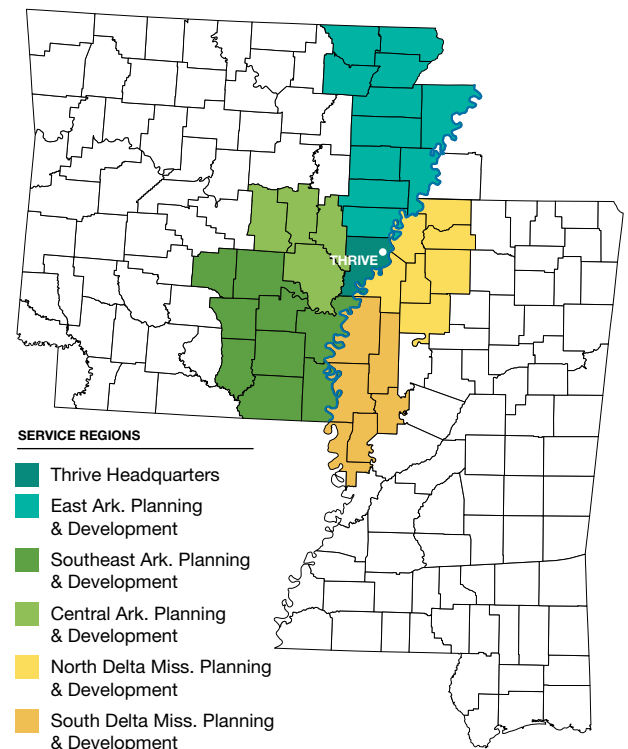 THRIVE
SERVICE REGIONS
Thrive Headquarters
East Ark. Planning
& Development
Southeast Ark. Planning
& Development
Central Ark. Planning
& Development
North Delta Miss. Planning
& Development
South Delta Miss. Planning
& Development